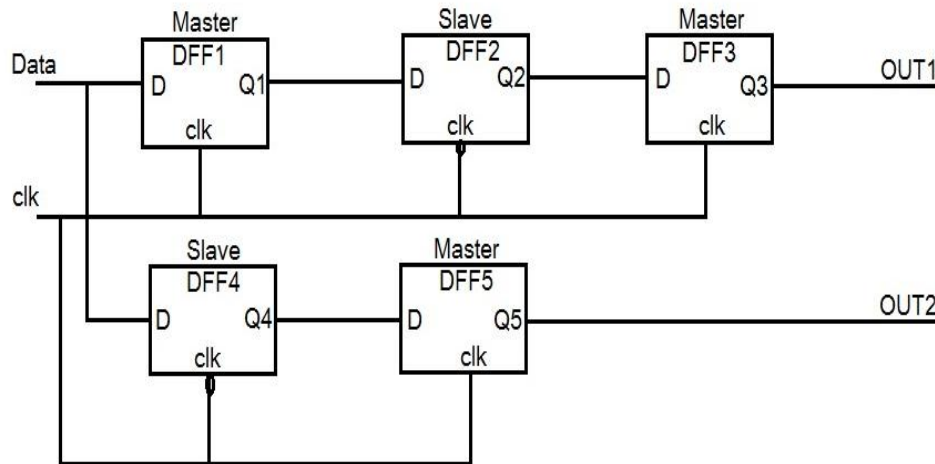 Master
Slave
Master
Data
DFF1
DFF2
DFF3
OUT1
D
Q1
D
Q2
D
Q3
clk
clk
clk
clk
Slave
Master
DFF4
DFF5
OUT2
D
Q4
D
Q5
clk
clk